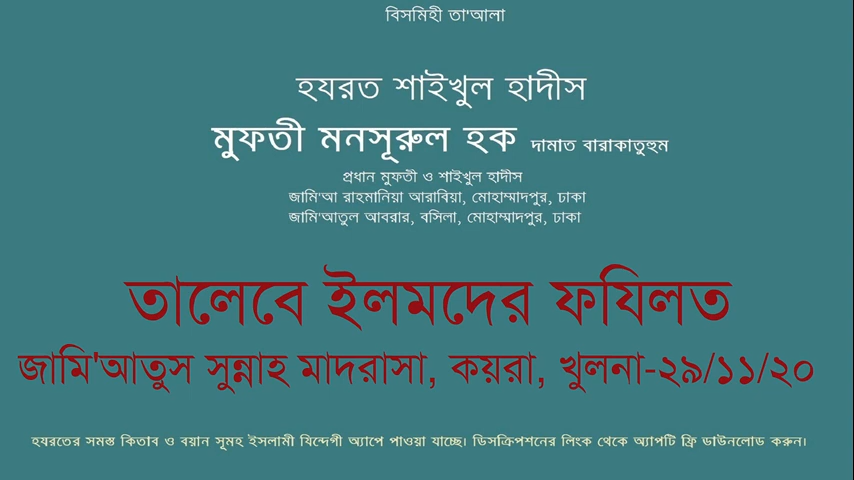 বিসমিহী তা'আলা
হযরত শাইখুল হাদীস
মুফতী মনসূরুল হক দামাত বারাকাতুহুম
প্রধান মুফতী ও শাইখুল হাদীস
জামি'আ রাহমানিয়া আরাবিয়া, মোহাম্মাদপুর, ঢাকা
জামি'আতুল আবরার, বসিলা, মোহাম্মাদপুর, ঢাকা
তালেবে ইলমদের ফযিলত
জামি'আতুস সুন্নাহ মাদরাসা, কয়রা, খুলনা-২৯/১১/২০
হযরতের সমস্ত কিতাব ও বয়ান সূমহ ইসলামী যিন্দেগী অ্যাপে পাওয়া যাচ্ছে। ডিসক্রিপশনের লিংক থেকে অ্যাপটি ফ্রি ডাউনলোড করুন।